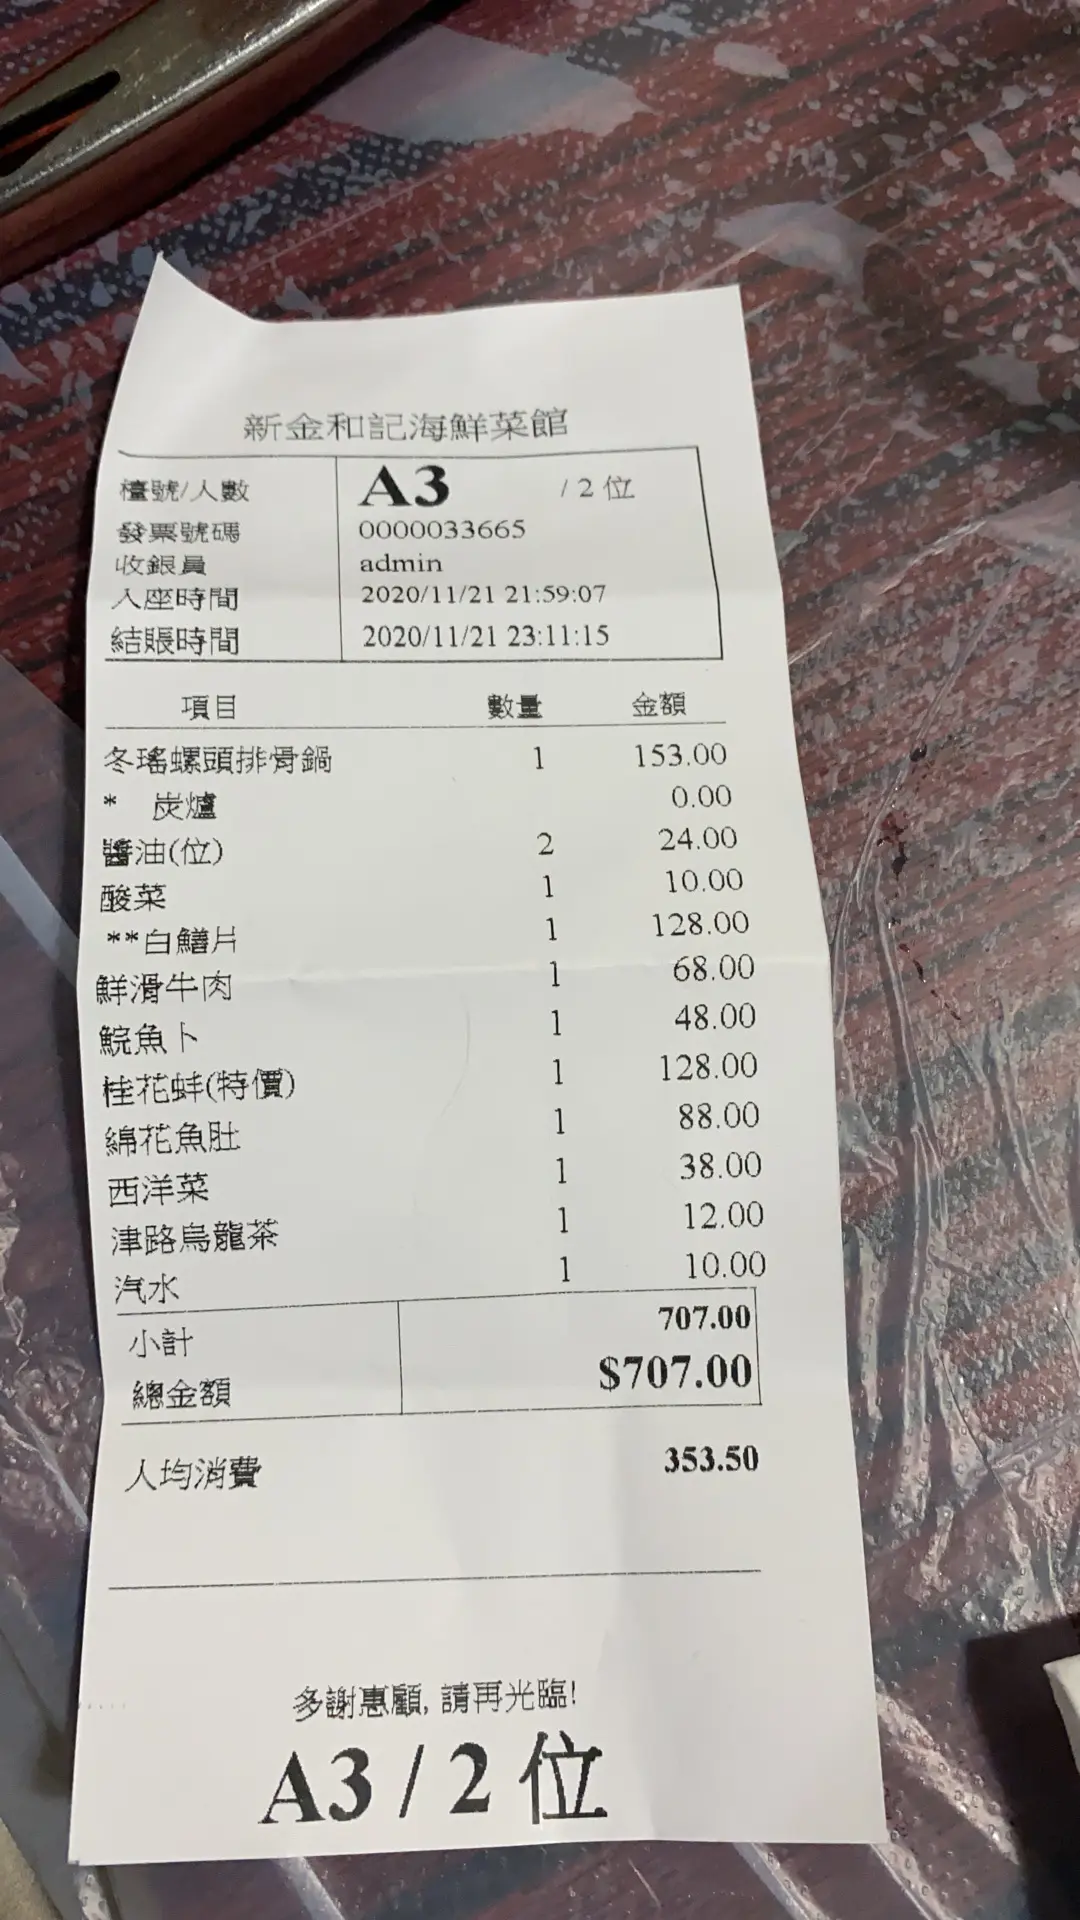 新金和記海鮮菜館
檯號/人數 A3 / 2 位
發票號碼 0000033665
收銀員 admin
入座時間 2020/11/21 21:59:07
結賬時間 2020/11/21 23:11:15
項目 數量 金額
冬瑤螺頭排骨鍋 1 153.00
* 炭爐 0.00
醬油(位) 2 24.00
酸菜 1 10.00
**白鱔片 1 128.00
鮮滑牛肉 1 68.00
鯇魚卜 1 48.00
桂花蚌(特價) 1 128.00
綿花魚肚 1 88.00
西洋菜 1 38.00
津路烏龍茶 1 12.00
汽水 1 10.00
小計 707.00
總金額 $707.00
人均消費 353.50
多謝惠顧, 請再光臨!
A3 / 2 位